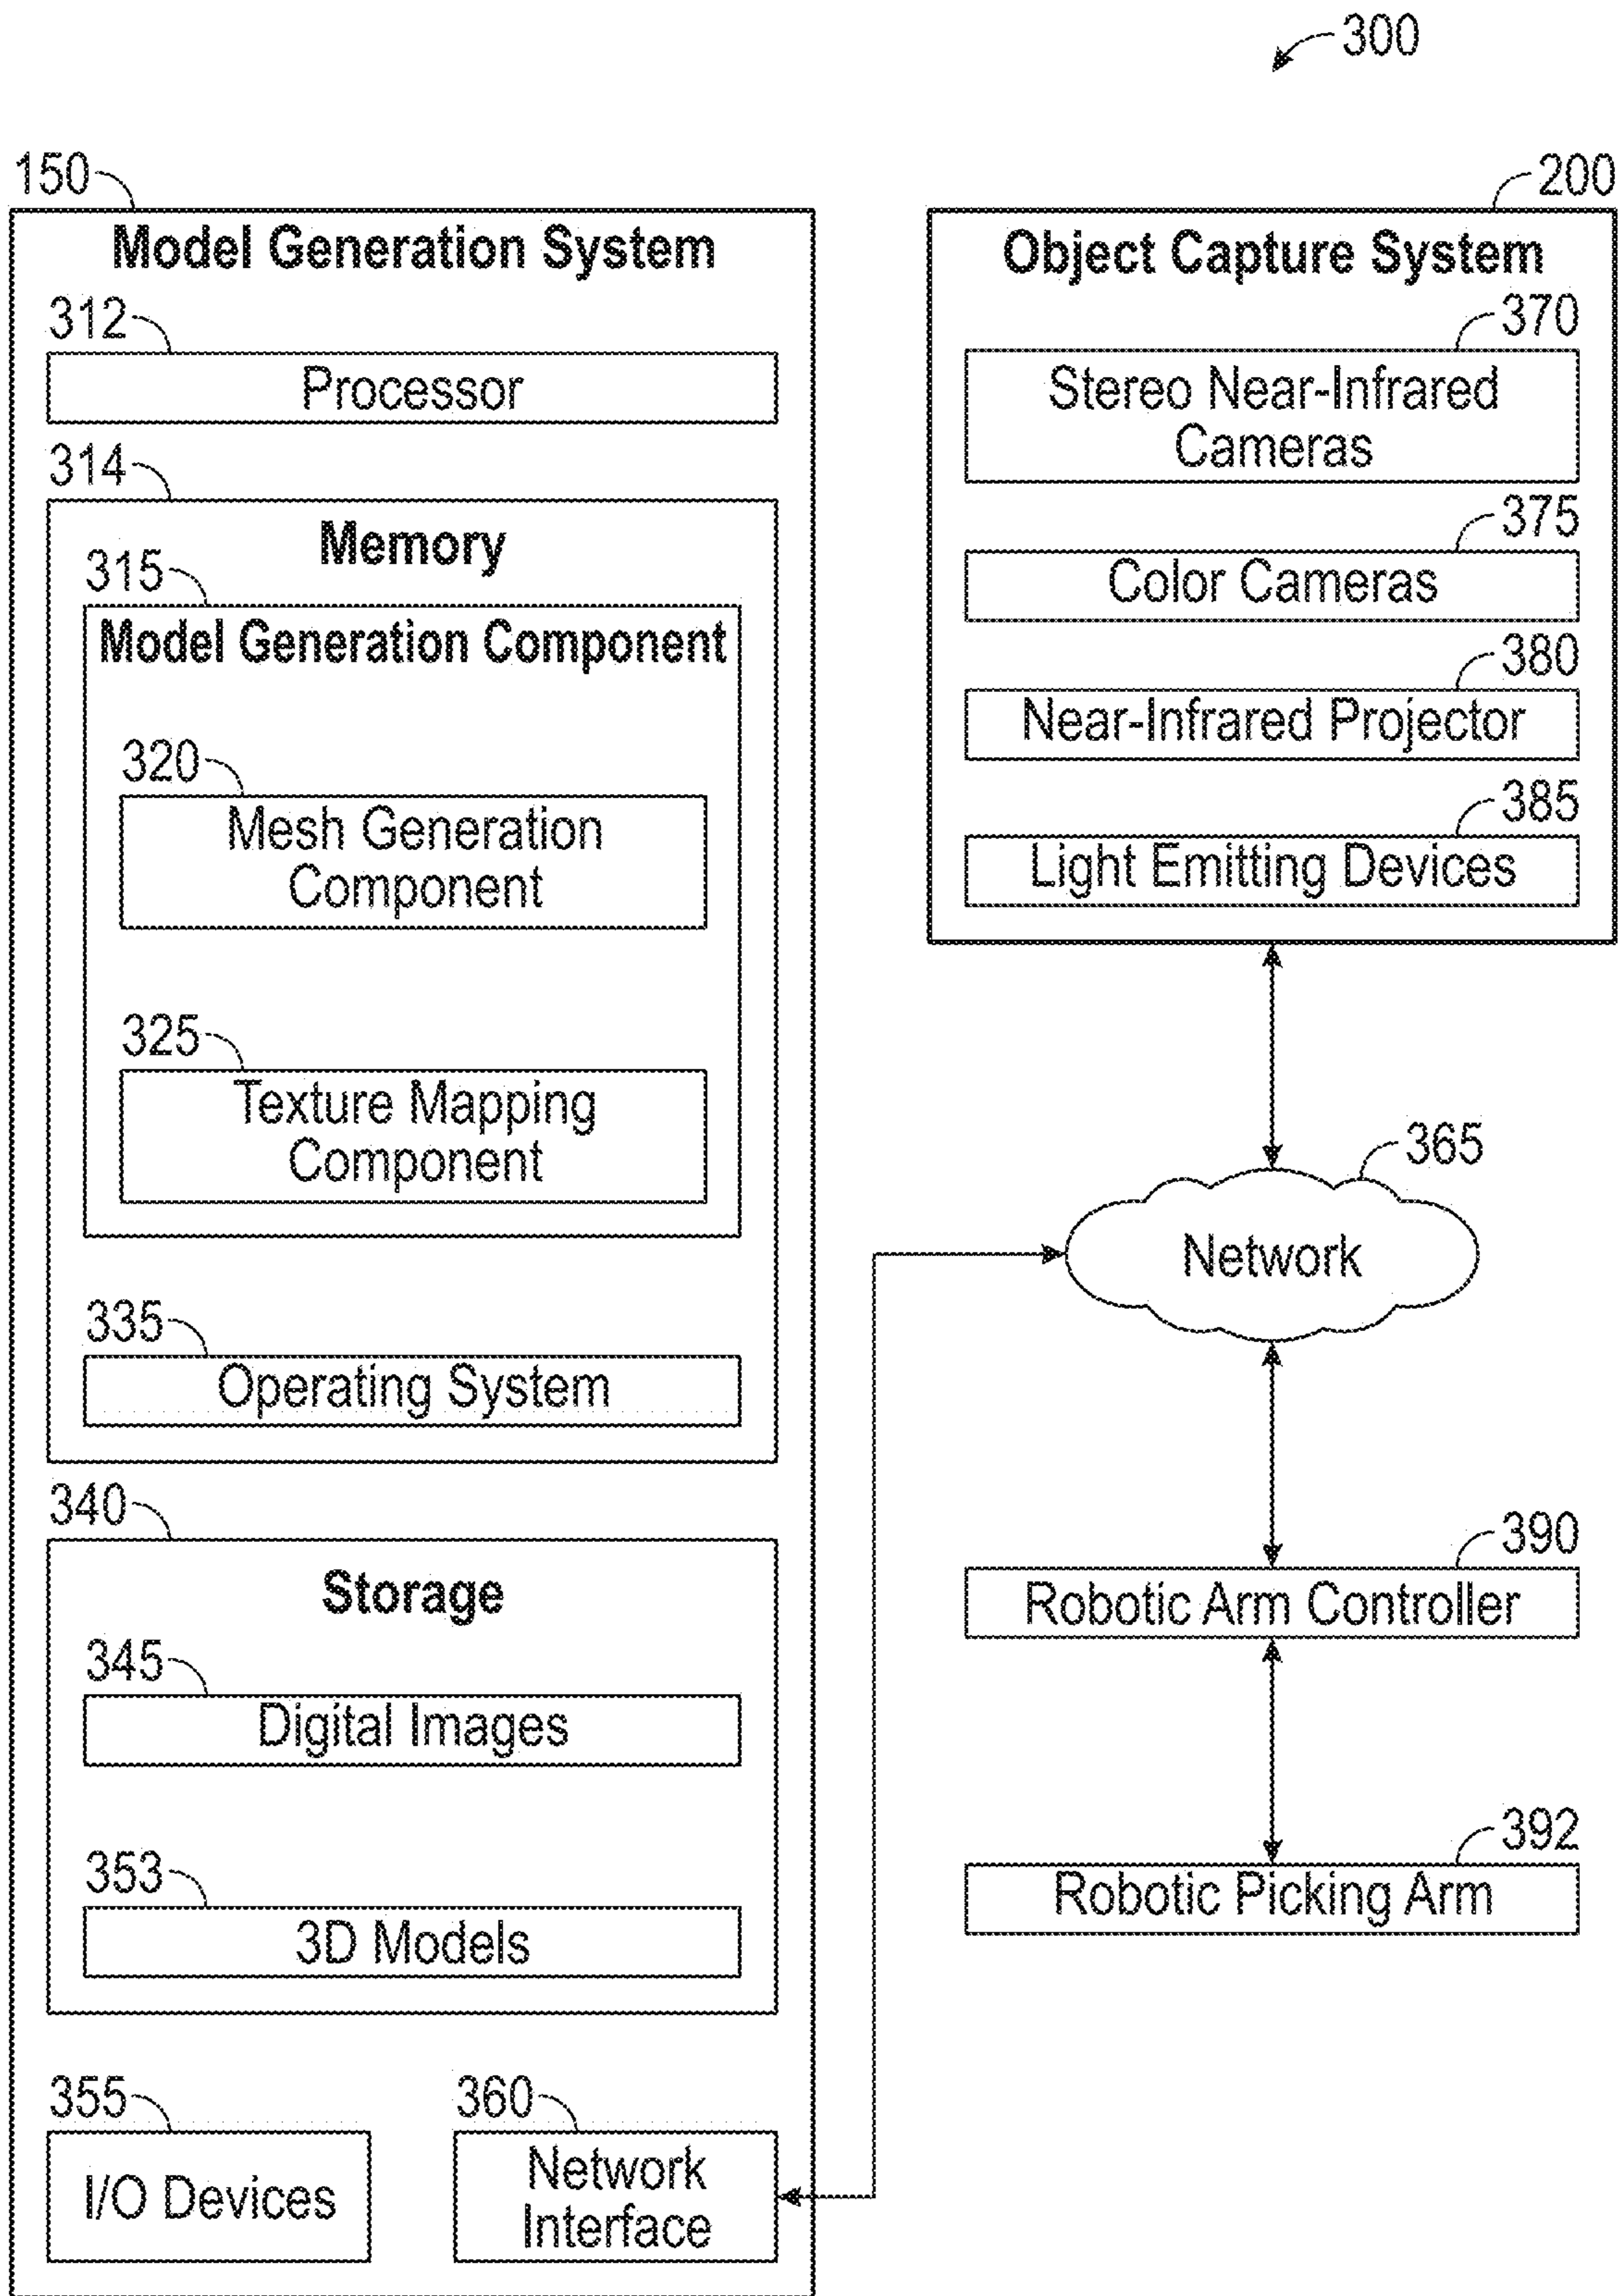 300
150
Model Generation System
312
Processor
314
Memory
315
Model Generation Component
320
Mesh Generation
Component
325
Texture Mapping
Component
335
Operating System
340
Storage
345
Digital Images
353
3D Models
355
I/O Devices
360
Network
Interface
200
Object Capture System
370
Stereo Near-Infrared
Cameras
375
Color Cameras
380
Near-Infrared Projector
385
Light Emitting Devices
365
Network
390
Robotic Arm Controller
392
Robotic Picking Arm